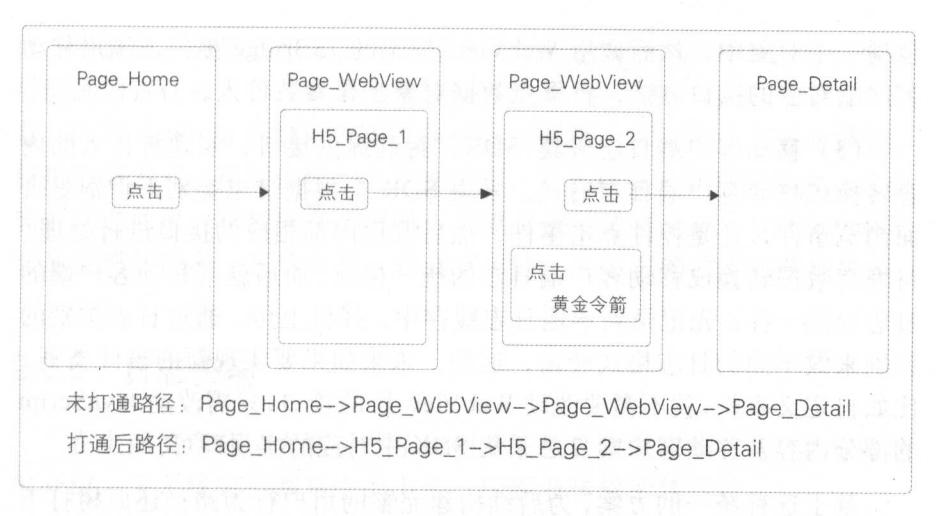 Page_Home Page_WebView Page_WebView Page_Detail
H5_Page_1 H5_Page_2
点击 点击 点击
点击
黄金令箭
未打通路径：Page_Home->Page_WebView->Page_WebView->Page_Detail
打通后路径：Page_Home->H5_Page_1->H5_Page_2->Page_Detail